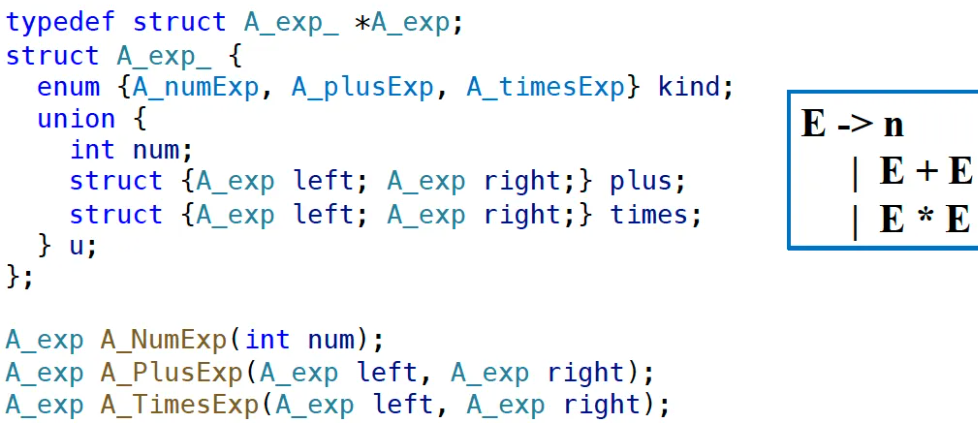 typedef struct A_exp_ *A_exp;
struct A_exp_ {
  enum {A_numExp, A_plusExp, A_timesExp} kind;
  union {
    int num;
    struct {A_exp left; A_exp right;} plus;
    struct {A_exp left; A_exp right;} times;
  } u;
};
A_exp A_NumExp(int num);
A_exp A_PlusExp(A_exp left, A_exp right);
A_exp A_TimesExp(A_exp left, A_exp right);
E -> n
| E + E
| E * E